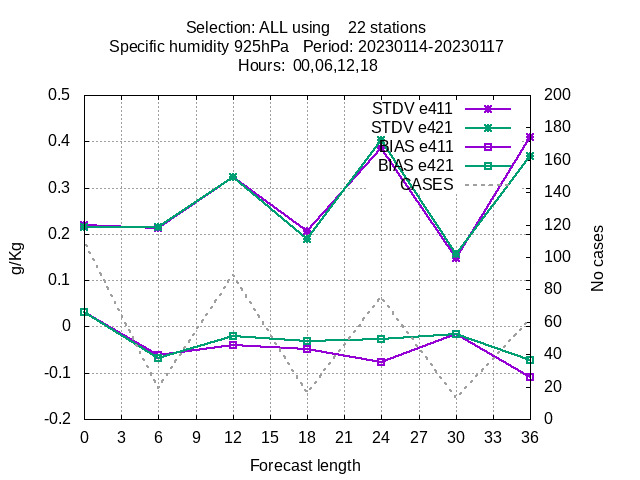 Selection: ALL using 22 stations
Specific humidity 925hPa Period: 20230114-20230117
Hours: 00,06,12,18
STDV e411
STDV e421
BIAS e411
BIAS e421
CASES
0.5
0.4
0.3
0.2
0.1
0
-0.1
-0.2
g/Kg
200
180
160
140
120
100
80
60
40
20
0
No cases
0 3 6 9 12 15 18 21 24 27 30 33 36
Forecast length